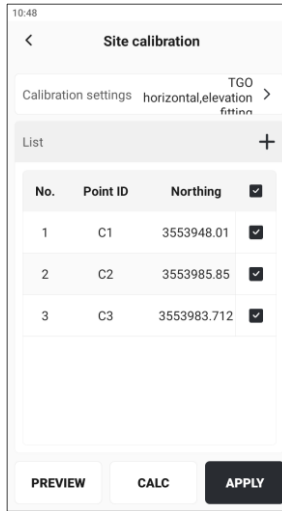 10:48
Site calibration
TGO
Calibration settings horizontal,elevation
fitting
List
No. Point ID Northing
1 C1 3553948.01
2 C2 3553985.85
3 C3 3553983.712
PREVIEW CALC APPLY